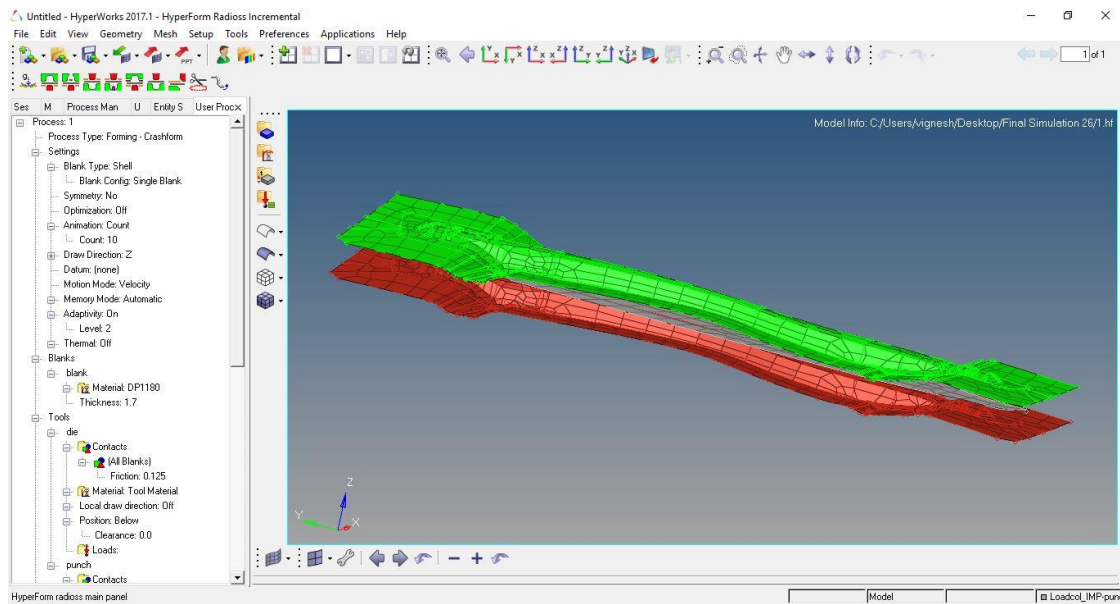 Untitled - HyperWorks 2017.1 - HyperForm Radioss Incremental
File Edit View Geometry Mesh Setup Tools Preferences Applications Help
PPT
1 of 1
Ses M Process Man U Entity S User Proc
Model Info: C:/Users/vignesh/Desktop/Final Simulation 26/1.hf
Process: 1
Process Type: Forming - Crashform
Settings
Blank Type: Shell
Blank Config: Single Blank
Symmetry: No
Optimization: Off
Animation: Count
Count: 10
Draw Direction: Z
Datum: (none)
Motion Mode: Velocity
Memory Mode: Automatic
Adaptivity: On
Level: 2
Thermal: Off
Blanks
blank
Material: DP1180
Thickness: 1.7
Tools
die
Contacts
(All Blanks)
Friction: 0.125
Material: Tool Material
Local draw direction: Off
Position: Below
Clearance: 0.0
Loads:
punch
Contacts
Z
Y
X
HyperForm radioss main panel
Model
Loadcol_IMP-pun